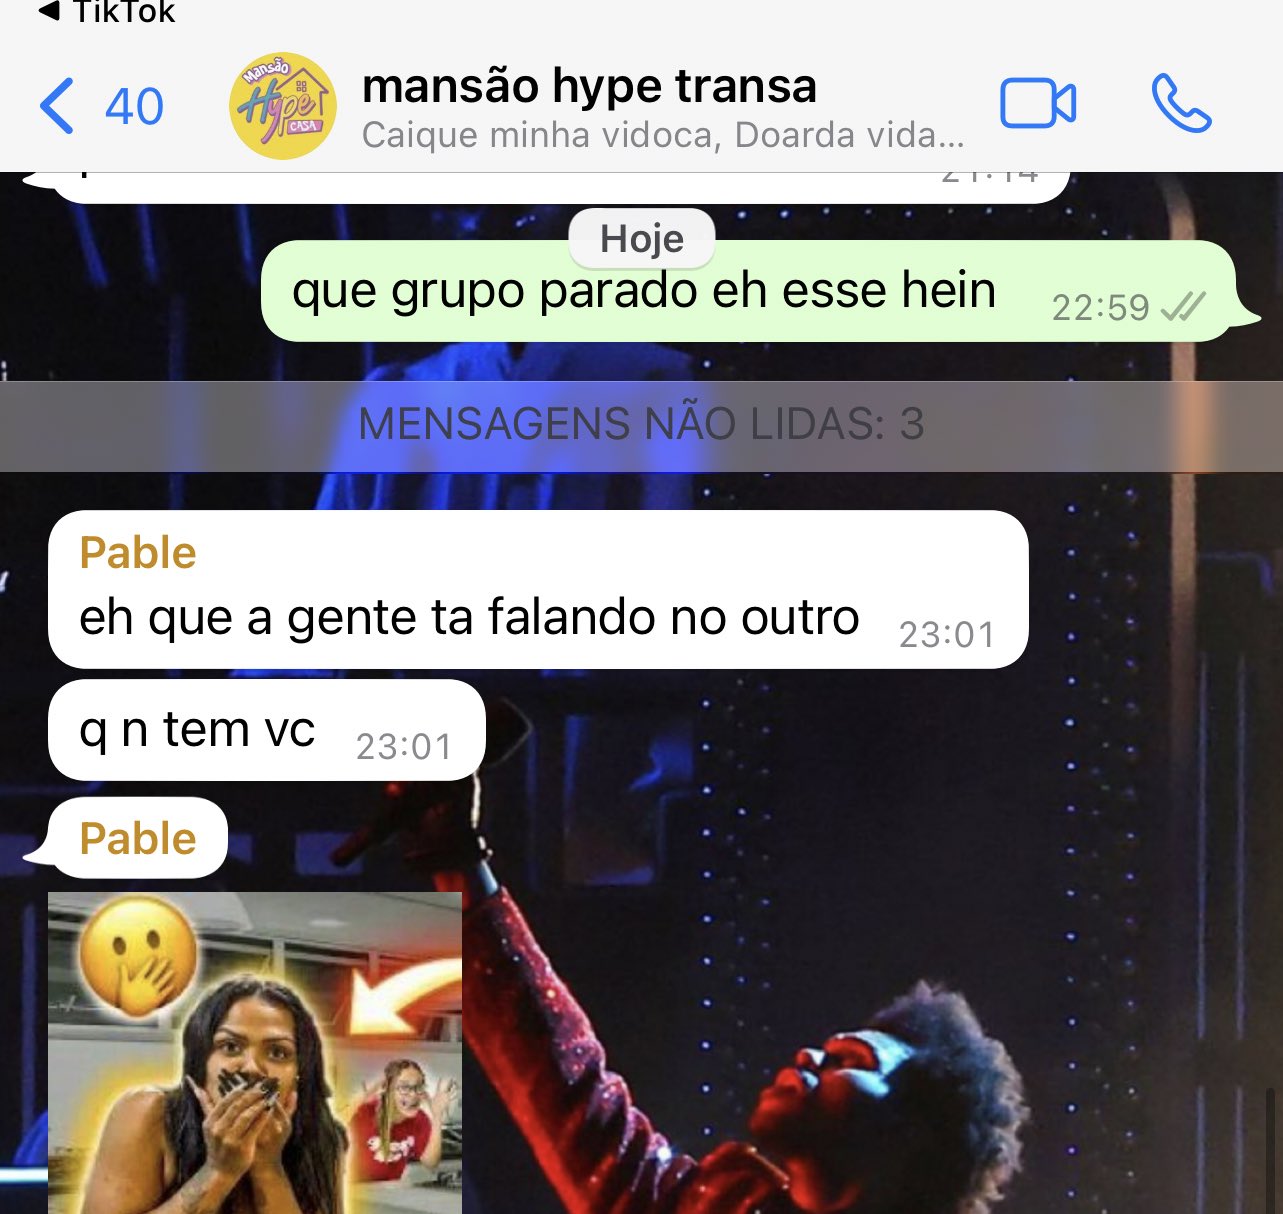 TikTok
40
Mansão
Hype
CASA
mansão hype transa
Caique minha vidoca, Doarda vida...
21:14
Hoje
que grupo parado eh esse hein 22:59
MENSAGENS NÃO LIDAS: 3
Pable
eh que a gente ta falando no outro 23:01
q n tem vc 23:01
Pable